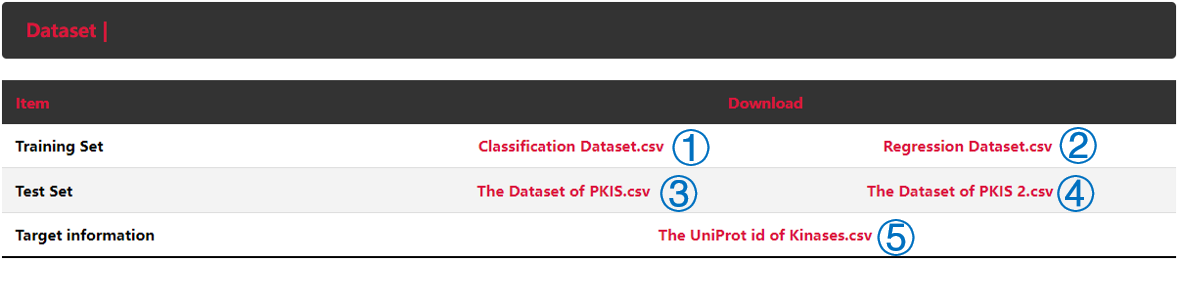 Dataset |
Item Download
Training Set Classification Dataset.csv ① Regression Dataset.csv ②
Test Set The Dataset of PKIS.csv ③ The Dataset of PKIS 2.csv ④
Target information The UniProt id of Kinases.csv ⑤